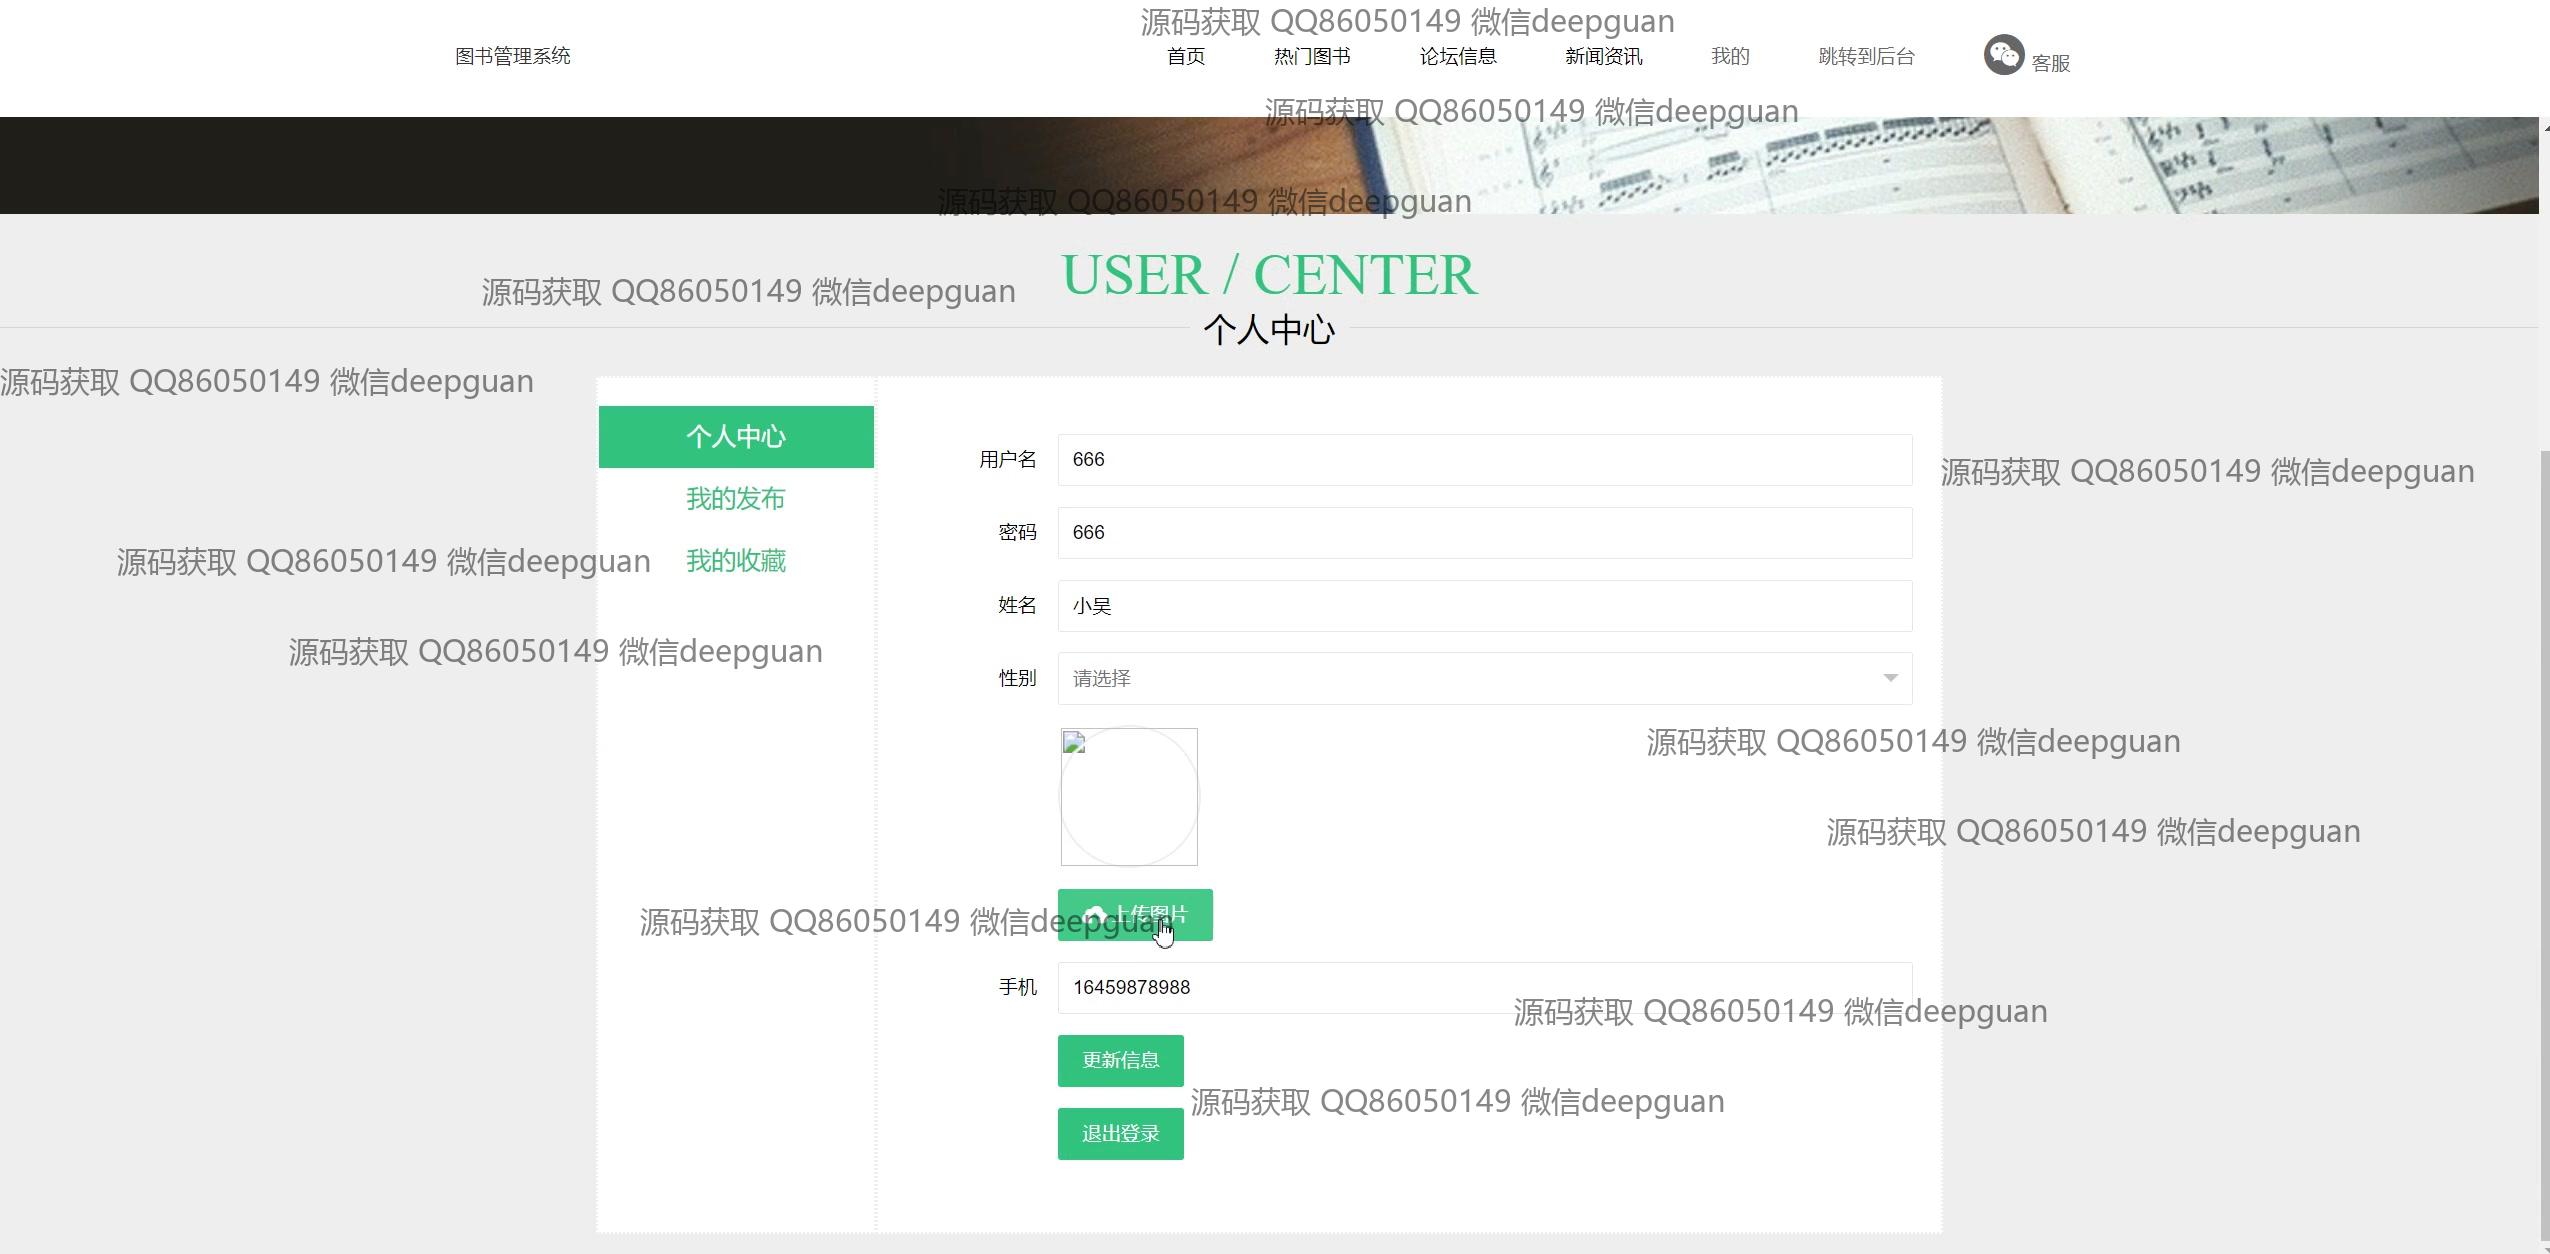 源码获取 QQ86050149 微信deepguan
图书管理系统 首页 热门图书 论坛信息 新闻资讯 我的 跳转到后台 客服
源码获取 QQ86050149 微信deepguan
源码获取 QQ86050149 微信deepguan
USER / CENTER
源码获取 QQ86050149 微信deepguan
个人中心
源码获取 QQ86050149 微信deepguan
个人中心
用户名 666
源码获取 QQ86050149 微信deepguan
我的发布
密码 666
源码获取 QQ86050149 微信deepguan
我的收藏
姓名 小吴
源码获取 QQ86050149 微信deepguan
性别 请选择
源码获取 QQ86050149 微信deepguan
源码获取 QQ86050149 微信deepguan
源码获取 QQ86050149 微信deepguan
上传图片
手机 16459878988
源码获取 QQ86050149 微信deepguan
更新信息
源码获取 QQ86050149 微信deepguan
退出登录